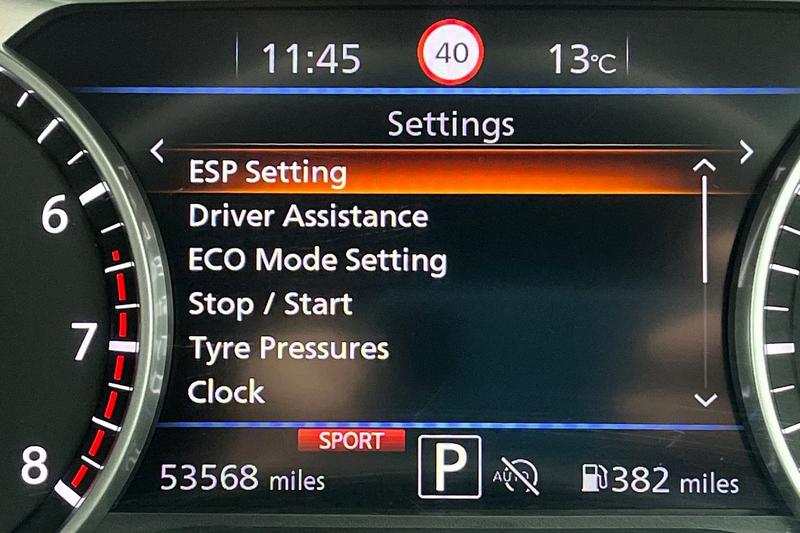 11:45 40 13°C
Settings
ESP Setting
Driver Assistance
ECO Mode Setting
Stop / Start
Tyre Pressures
Clock
SPORT
53568 miles P AUTO 382 miles
6
7
8